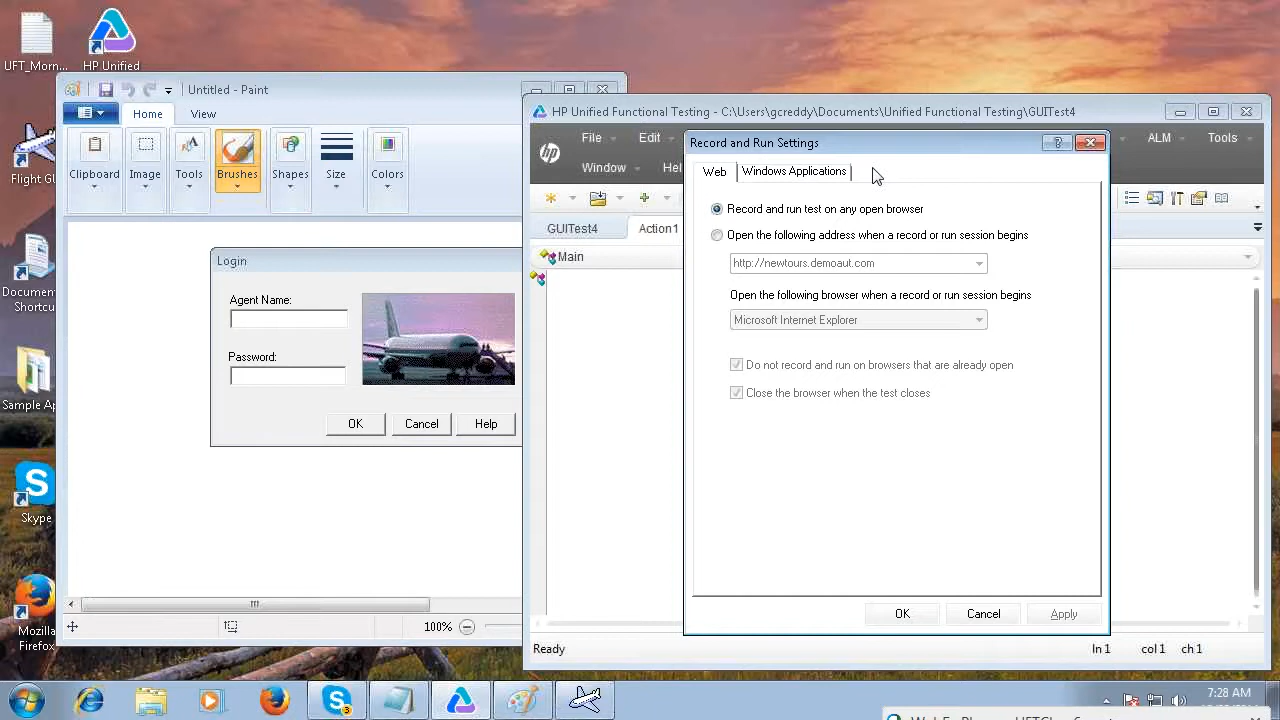 UFT_Morn...
HP Unified
Flight GU
Documen
Shortcu
Sample Ap
Skype
Mozilla
Firefox
Untitled - Paint
Home
View
Clipboard
Image
Tools
Brushes
Shapes
Size
Colors
Login
Agent Name:
Password:
OK
Cancel
Help
100%
HP Unified Functional Testing - C:\Users\gcreddy\Documents\Unified Functional Testing\GUITest4
hp
File
Edit
ALM
Tools
Window
Hel
GUITest4
Action1
Main
Record and Run Settings
Web
Windows Applications
Record and run test on any open browser
Open the following address when a record or run session begins
http://newtours.demoaut.com
Open the following browser when a record or run session begins
Microsoft Internet Explorer
Do not record and run on browsers that are already open
Close the browser when the test closes
OK
Cancel
Apply
Ready
ln 1
col 1
ch 1
3
7:28 AM